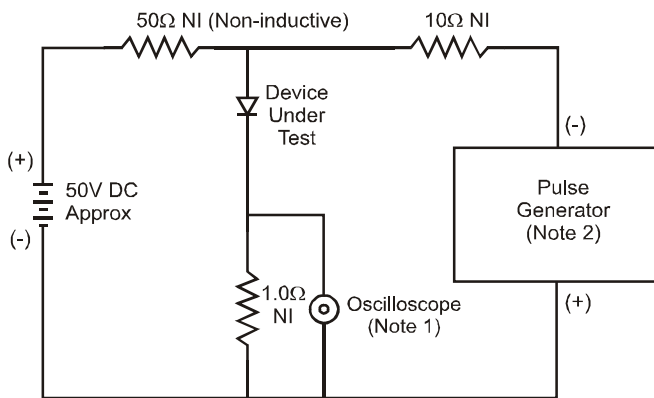 50Ω NI (Non-inductive)
10Ω NI
Device
Under
Test
(-)
(+)
50V DC
Approx
(-)
Pulse
Generator
(Note 2)
1.0Ω
NI
Oscilloscope
(Note 1)
(+)